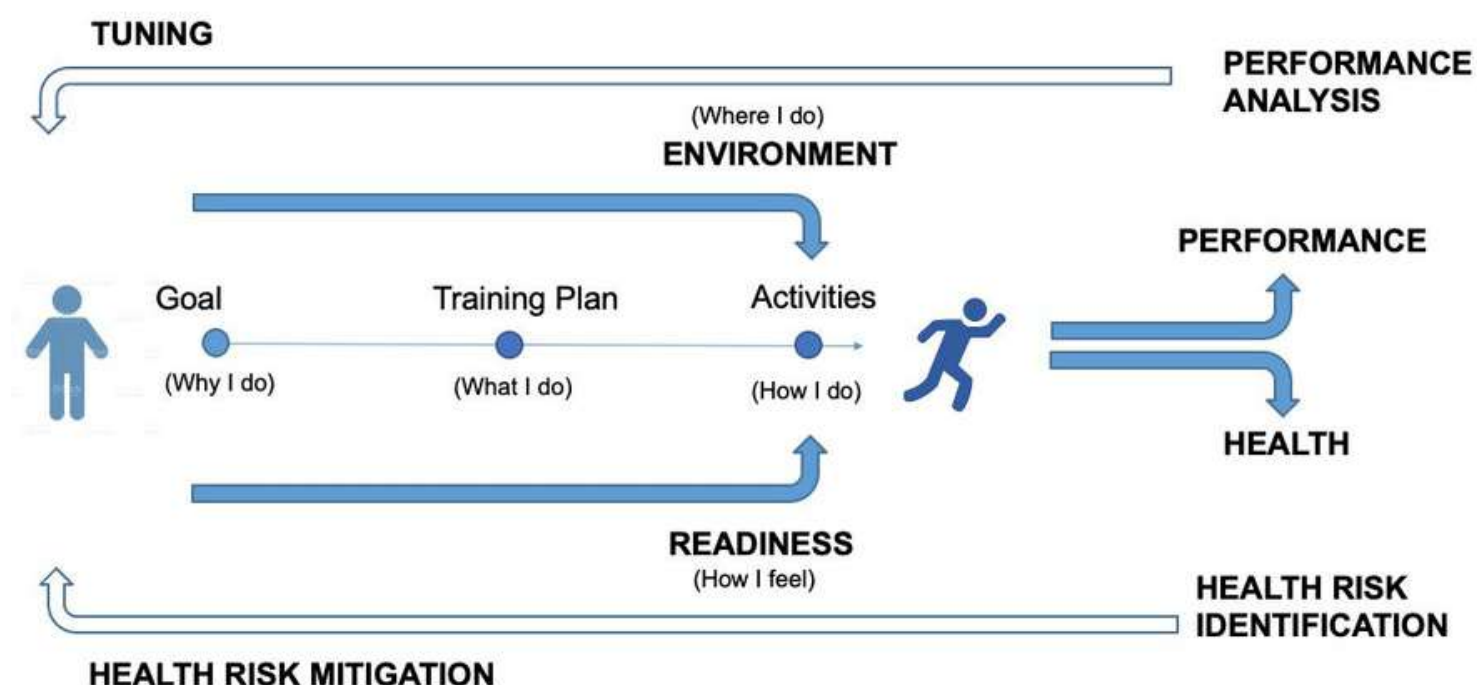 TUNING
PERFORMANCE
ANALYSIS
(Where I do)
ENVIRONMENT
PERFORMANCE
Goal
Training Plan
Activities
(Why I do)
(What I do)
(How I do)
HEALTH
READINESS
(How I feel)
HEALTH RISK
IDENTIFICATION
HEALTH RISK MITIGATION